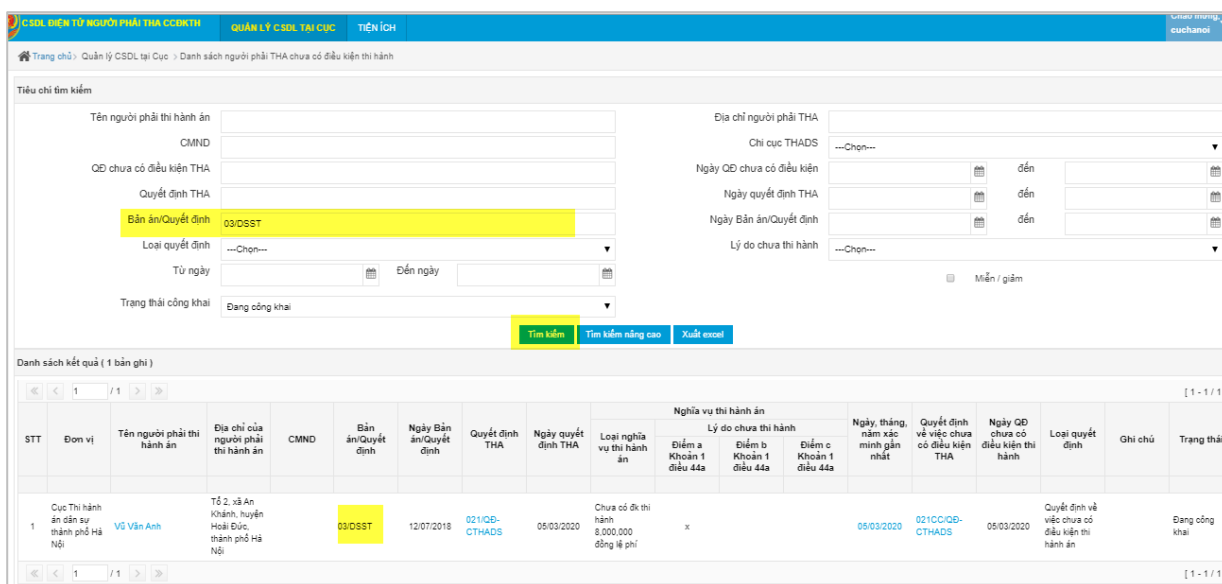 CSDL ĐIỆN TỬ NGƯỜI PHẢI THA CCĐKTH QUẢN LÝ CSDL TẠI CỤC TIỆN ÍCH Chào mừng,
cuchanoi
Trang chủ > Quản lý CSDL tại Cục > Danh sách người phải THA chưa có điều kiện thi hành
Tiêu chí tìm kiếm
Tên người phải thi hành án Địa chỉ người phải THA
CMND Chi cục THADS ---Chọn---
QĐ chưa có điều kiện THA Ngày QĐ chưa có điều kiện đến
Quyết định THA Ngày quyết định THA đến
Bản án/Quyết định 03/DSST Ngày Bản án/Quyết định đến
Loại quyết định ---Chọn--- Lý do chưa thi hành ---Chọn---
Từ ngày Đến ngày Miễn / giảm
Trạng thái công khai Đang công khai
Tìm kiếm Tìm kiếm nâng cao Xuất excel
Danh sách kết quả ( 1 bản ghi )
1 / 1 [ 1 - 1 / 1
STT
Đơn vị
Tên người phải thi
hành án
Địa chỉ của
người phải
thi hành án
CMND
Bản
án/Quyết
định
Ngày Bản
án/Quyết
định
Quyết định
THA
Ngày quyết
định THA
Nghĩa vụ thi hành án
Loại nghĩa
vụ thi hành
án
Lý do chưa thi hành
Điểm a
Khoản 1
điều 44a
Điểm b
Khoản 1
điều 44a
Điểm c
Khoản 1
điều 44a
Ngày, tháng,
năm xác
minh gần
nhất
Quyết định
về việc chưa
có điều kiện
THA
Ngày QĐ
chưa có
điều kiện thi
hành
Loại quyết
định
Ghi chú
Trạng thái
1
Cục Thi hành
án dân sự
thành phố Hà
Nội
Vũ Vân Anh
Tổ 2, xã An
Khánh, huyện
Hoài Đức,
thành phố Hà
Nội
03/DSST
12/07/2018
021/QĐ-
CTHADS
05/03/2020
Chưa có đk thi
hành
8,000,000
đồng lệ phí
x
05/03/2020
021CC/QĐ-
CTHADS
05/03/2020
Quyết định về
việc chưa có
điều kiện thi
hành án
Đang công
khai
1 / 1 [ 1 - 1 / 1